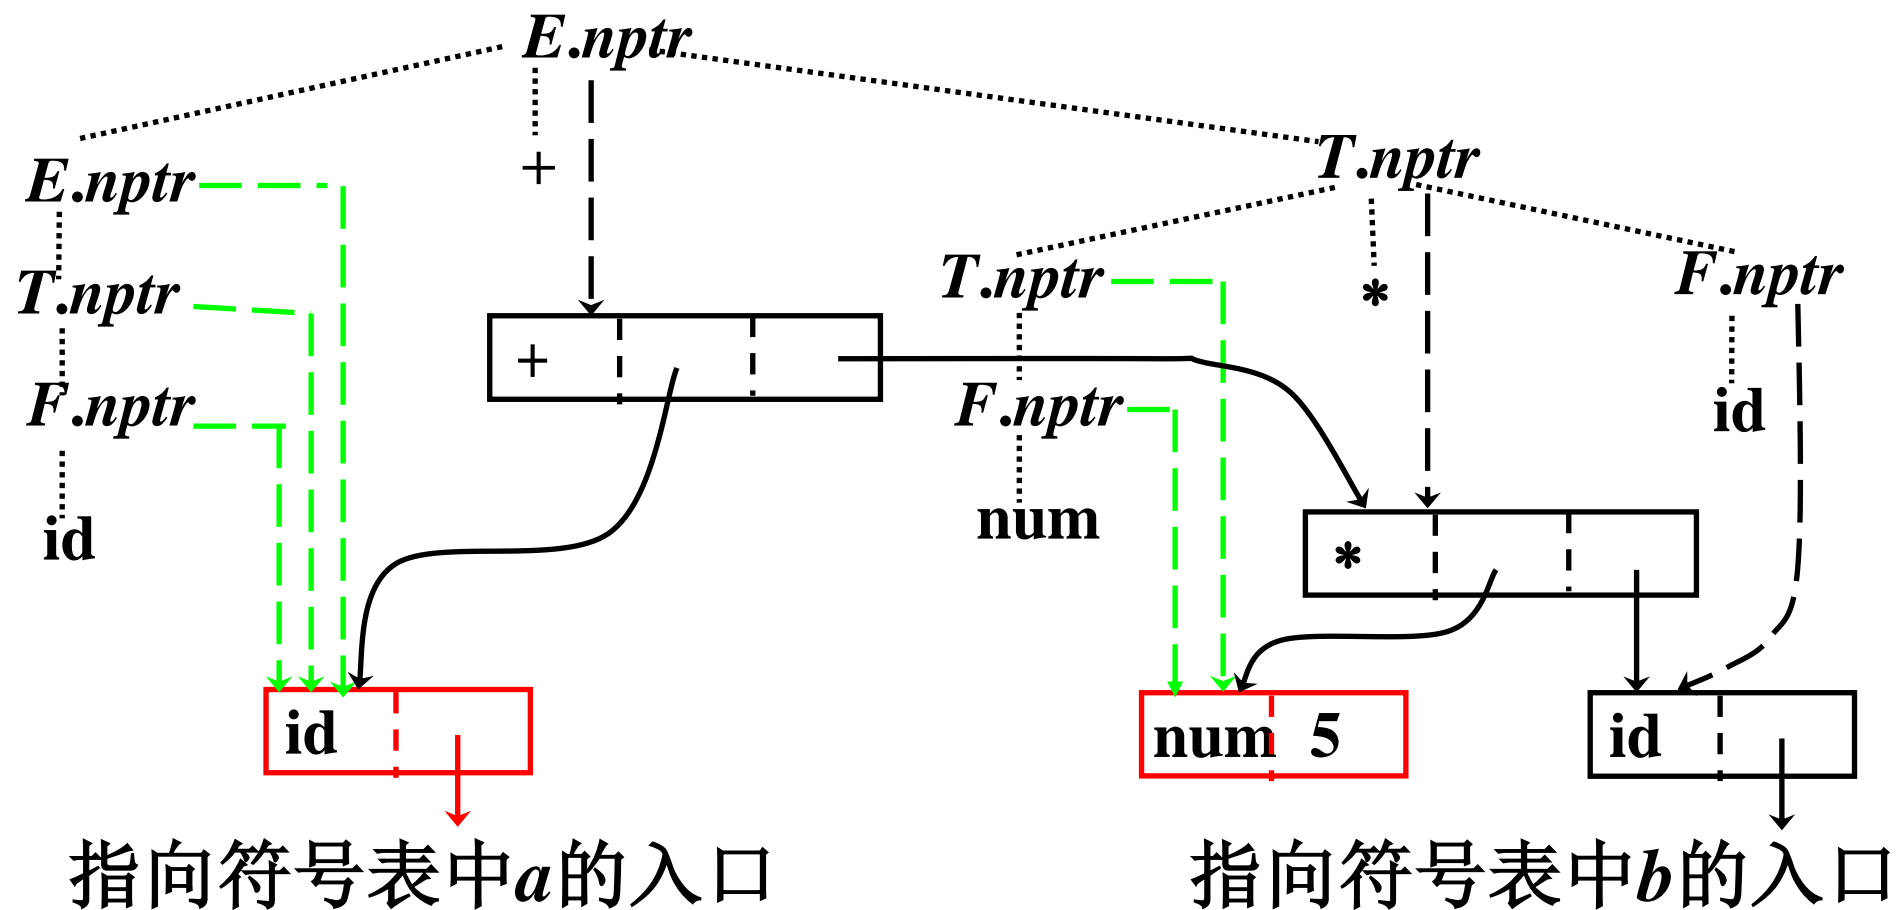 E.nptr
+
T.nptr
E.nptr
T.nptr
*
F.nptr
T.nptr
+
F.nptr
F.nptr
id
id
num
*
id
num 5
id
指向符号表中a的入口
指向符号表中b的入口